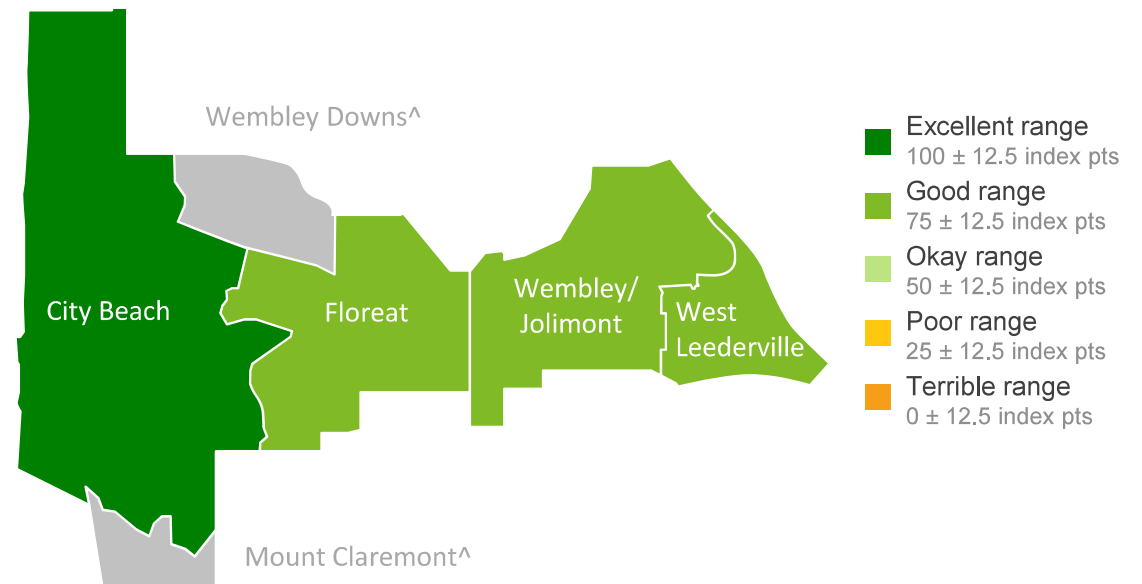 Wembley Downs^
City Beach
Floreat
Wembley/
Jolimont
West
Leederville
Mount Claremont^
Excellent range
100 ± 12.5 index pts
Good range
75 ± 12.5 index pts
Okay range
50 ± 12.5 index pts
Poor range
25 ± 12.5 index pts
Terrible range
0 ± 12.5 index pts